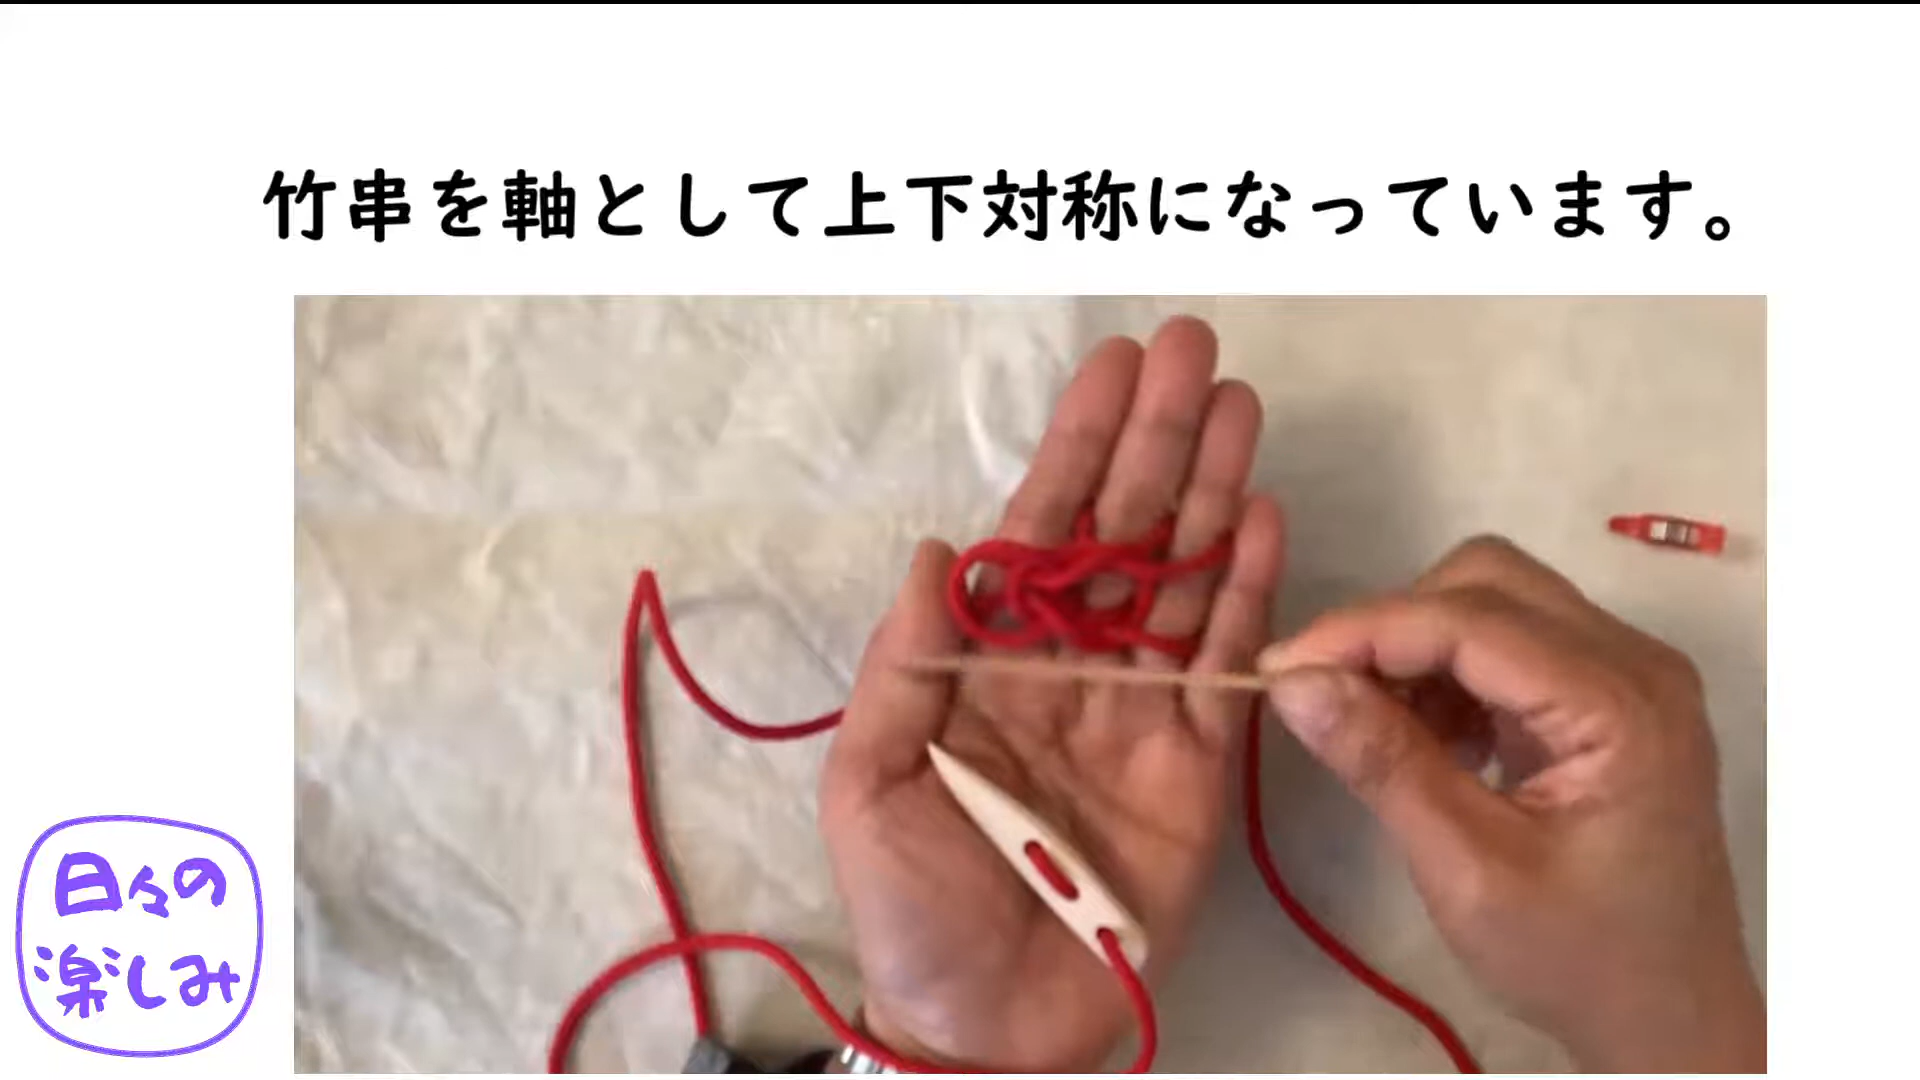 竹串を軸として上下対称になっています。
日々の
楽しみ